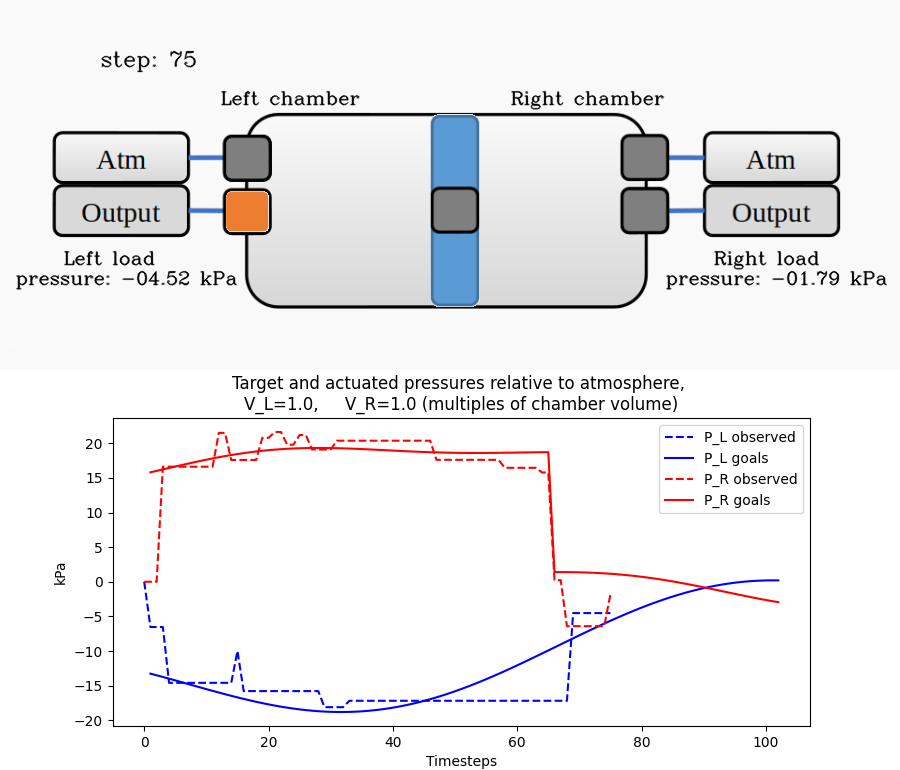 step: 75
Left chamber
Right chamber
Atm
Atm
Output
Output
Left load
pressure: -04.52 kPa
Right load
pressure: -01.79 kPa
Target and actuated pressures relative to atmosphere,
V_L=1.0, V_R=1.0 (multiples of chamber volume)
P_L observed
P_L goals
P_R observed
P_R goals
20
15
10
5
0
−5
−10
−15
−20
kPa
0 20 40 60 80 100
Timesteps